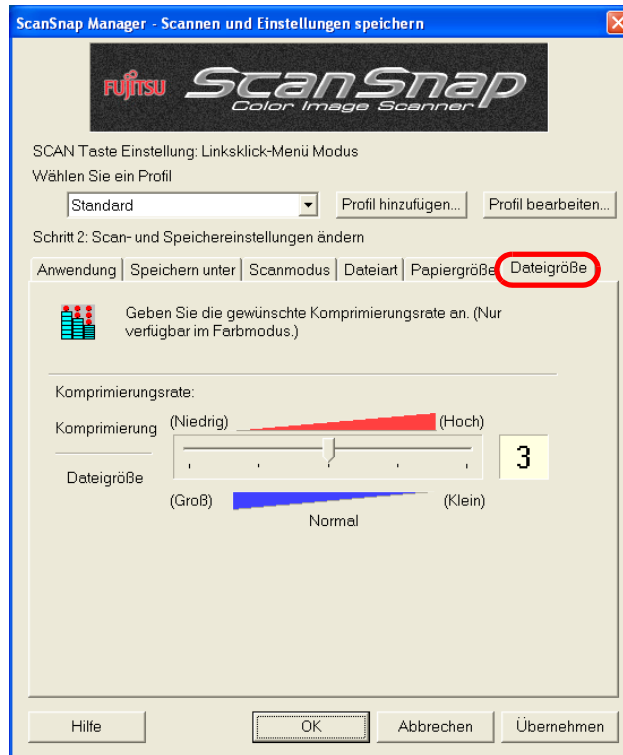 ScanSnap Manager - Scannen und Einstellungen speichern
FUJITSU ScanSnap
Color Image Scanner
SCAN Taste Einstellung: Linksklick-Menü Modus
Wählen Sie ein Profil
Standard Profil hinzufügen... Profil bearbeiten...
Schritt 2: Scan- und Speichereinstellungen ändern
Anwendung Speichern unter Scanmodus Dateiart Papiergröße Dateigröße
Geben Sie die gewünschte Komprimierungsrate an. (Nur
verfügbar im Farbmodus.)
Komprimierungsrate:
Komprimierung (Niedrig) (Hoch)
3
Dateigröße
(Groß) (Klein)
Normal
Hilfe OK Abbrechen Übernehmen